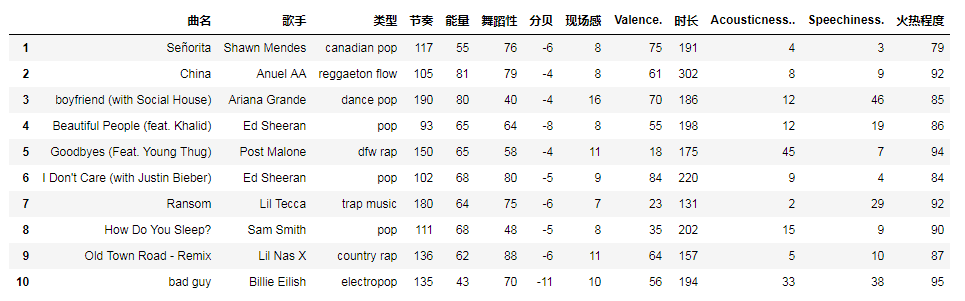 曲名 歌手 类型 节奏 能量 舞蹈性 分贝 现场感 Valence. 时长 Acousticness.. Speechiness. 火热程度
1 Señorita Shawn Mendes canadian pop 117 55 76 -6 8 75 191 4 3 79
2 China Anuel AA reggaeton flow 105 81 79 -4 8 61 302 8 9 92
3 boyfriend (with Social House) Ariana Grande dance pop 190 80 40 -4 16 70 186 12 46 85
4 Beautiful People (feat. Khalid) Ed Sheeran pop 93 65 64 -8 8 55 198 12 19 86
5 Goodbyes (Feat. Young Thug) Post Malone dfw rap 150 65 58 -4 11 18 175 45 7 94
6 I Don't Care (with Justin Bieber) Ed Sheeran pop 102 68 80 -5 9 84 220 9 4 84
7 Ransom Lil Tecca trap music 180 64 75 -6 7 23 131 2 29 92
8 How Do You Sleep? Sam Smith pop 111 68 48 -5 8 35 202 15 9 90
9 Old Town Road - Remix Lil Nas X country rap 136 62 88 -6 11 64 157 5 10 87
10 bad guy Billie Eilish electropop 135 43 70 -11 10 56 194 33 38 95